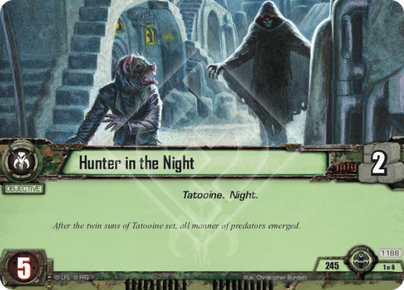 Hunter in the Night
2
OBJECTIVE
Tatooine. Night.
After the twin suns of Tatooine set, all manner of predators emerged.
5
© LFL © FFG
Illus. Christopher Burdett
245
1188
1 of 6